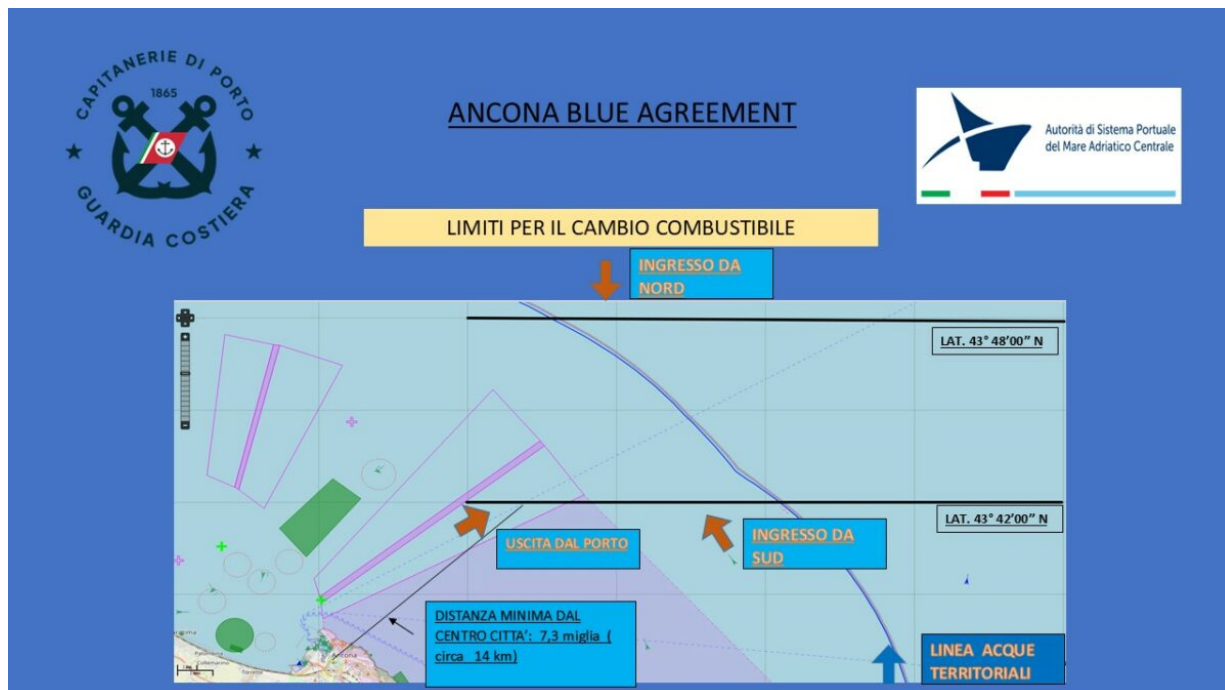 CAPITANERIE DI PORTO
1865
GUARDIA COSTIERA
ANCONA BLUE AGREEMENT
Autorità di Sistema Portuale
del Mare Adriatico Centrale
LIMITI PER IL CAMBIO COMBUSTIBILE
INGRESSO DA
NORD
LAT. 43° 48’00” N
LAT. 43° 42’00” N
USCITA DAL PORTO
INGRESSO DA
SUD
DISTANZA MINIMA DAL
CENTRO CITTA’: 7,3 miglia (
circa 14 km)
Ancona
LINEA ACQUE
TERRITORIALI